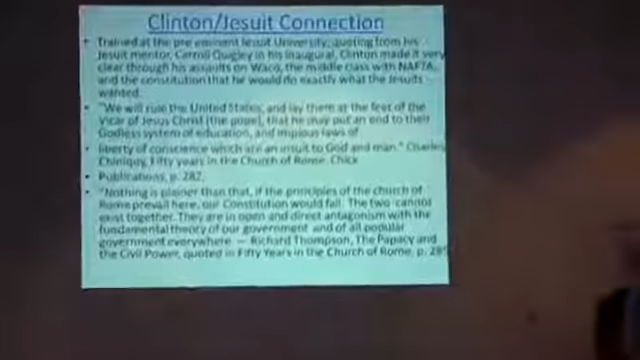 Clinton/Jesuit Connection
• Trained at the pre eminent Jesuit University, quoting from his
Jesuit mentor, Carroll Quigley in his inaugural, Clinton made it very
clear through his assaults on Waco, the middle class with NAFTA,
and the constitution that he would do exactly what the Jesuits
wanted.
• "We will rule the United States, and lay them at the feet of the
Vicar of Jesus Christ (the pope), that he may put an end to their
Godless system of education, and impious laws of
• liberty of conscience which are an insult to God and man." Charles
Chiniquy, Fifty years in the Church of Rome. Chick
• Publications, p. 282.
• "Nothing is plainer than that, if the principles of the church of
Rome prevail here, our Constitution would fall. The two cannot
exist together. They are in open and direct antagonism with the
fundamental theory of our government and of all popular
government everywhere. — Richard Thompson, The Papacy and
the Civil Power, quoted in Fifty Years in the Church of Rome, p.